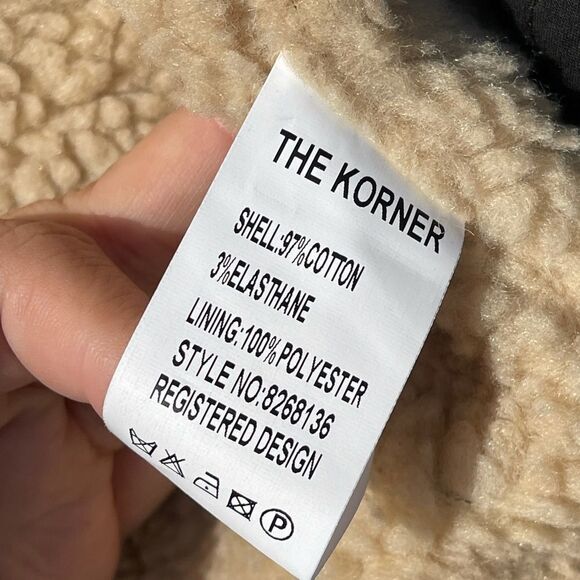 THE KORNER
SHELL:97%COTTON
3%ELASTHANE
LINING:100%POLYESTER
STYLE NO:8268136
REGISTERED DESIGN
P